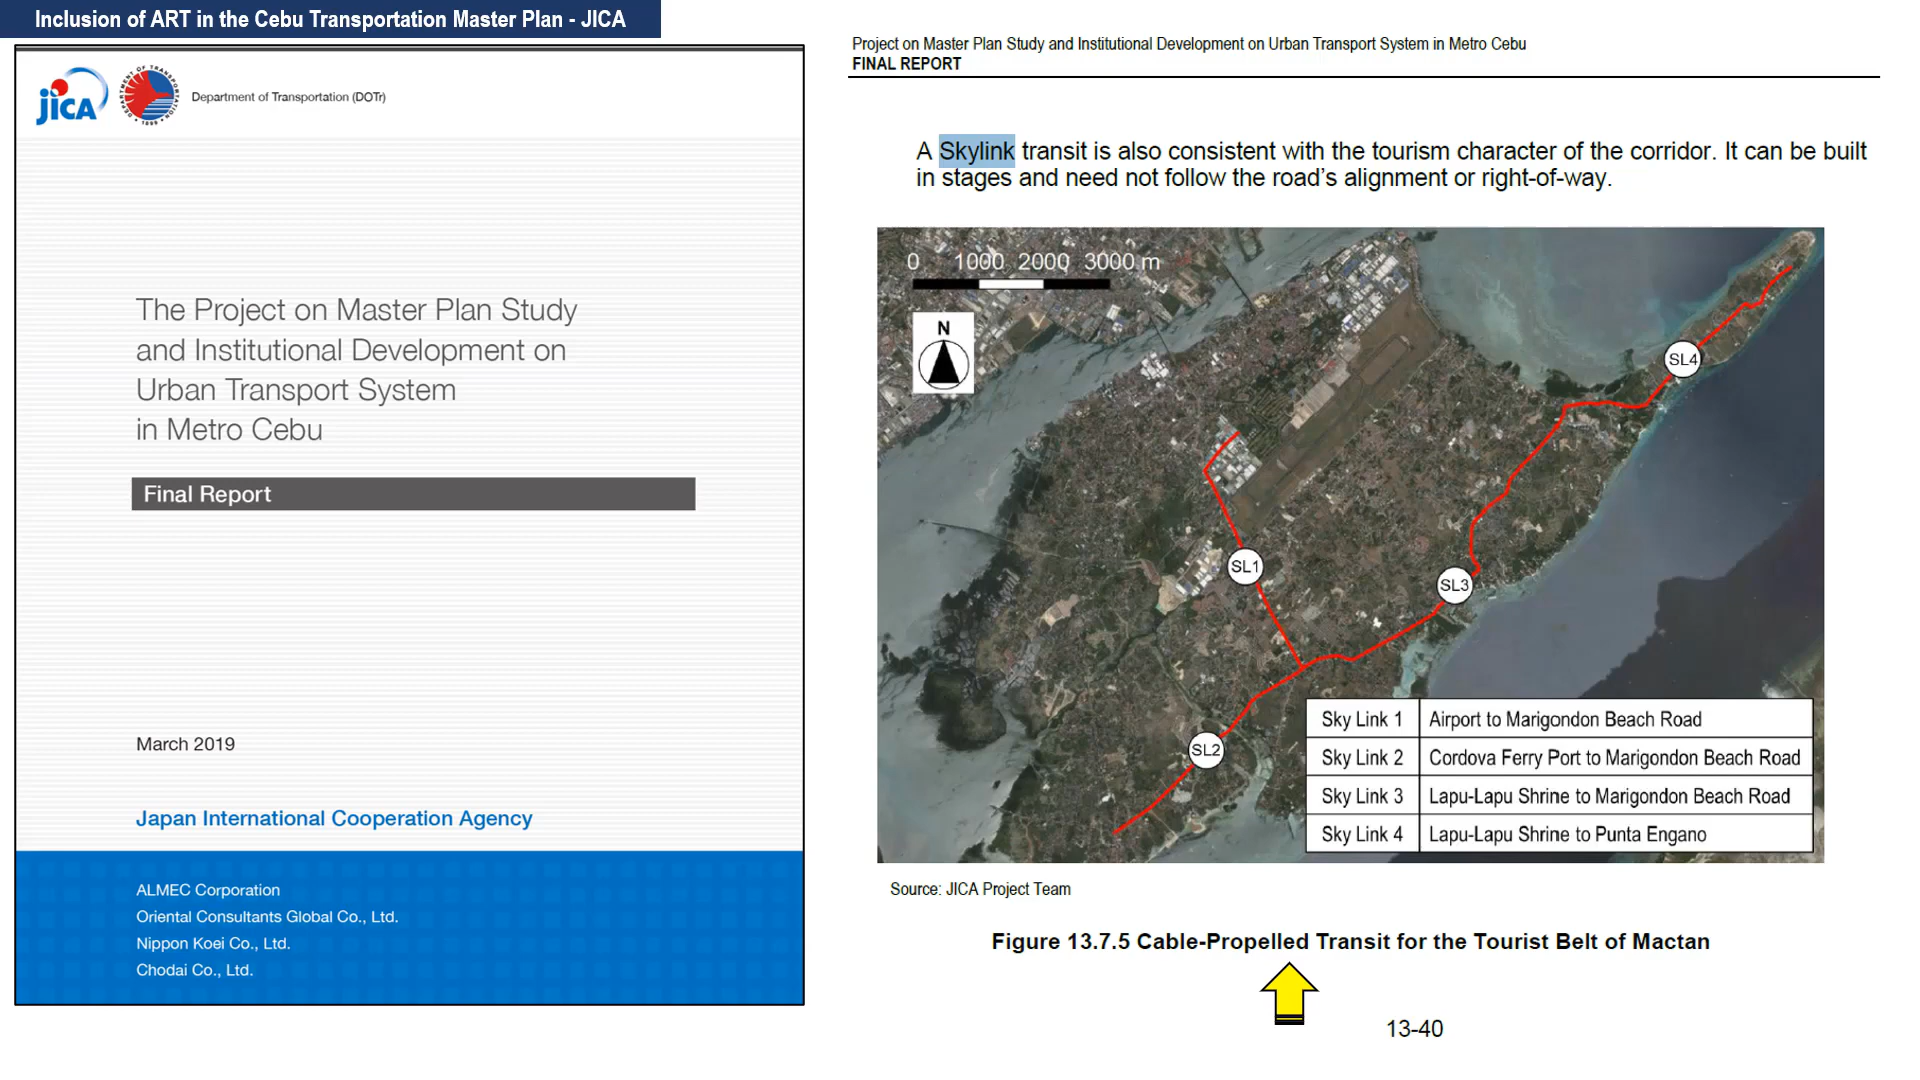 Inclusion of ART in the Cebu Transportation Master Plan - JICA
jica
DEPARTMENT OF TRANSPORTATION
1899
Department of Transportation (DOTr)
The Project on Master Plan Study
and Institutional Development on
Urban Transport System
in Metro Cebu
Final Report
March 2019
Japan International Cooperation Agency
ALMEC Corporation
Oriental Consultants Global Co., Ltd.
Nippon Koei Co., Ltd.
Chodai Co., Ltd.
Project on Master Plan Study and Institutional Development on Urban Transport System in Metro Cebu
FINAL REPORT
A Skylink transit is also consistent with the tourism character of the corridor. It can be built
in stages and need not follow the road's alignment or right-of-way.
0 1000 2000 3000 m
N
SL4
SL1
SL3
SL2
Sky Link 1 Airport to Marigondon Beach Road
Sky Link 2 Cordova Ferry Port to Marigondon Beach Road
Sky Link 3 Lapu-Lapu Shrine to Marigondon Beach Road
Sky Link 4 Lapu-Lapu Shrine to Punta Engano
Source: JICA Project Team
Figure 13.7.5 Cable-Propelled Transit for the Tourist Belt of Mactan
13-40